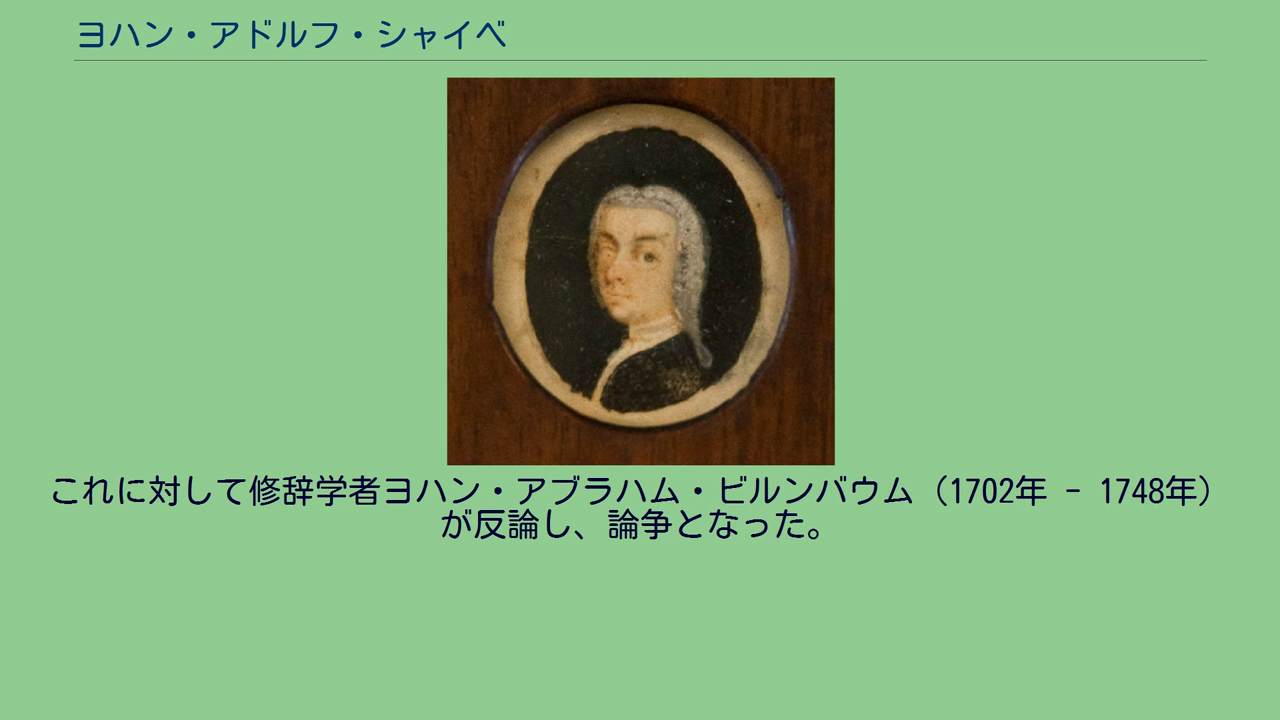 ヨハン・アドルフ・シャイベ
これに対して修辞学者ヨハン・アブラハム・ビルンバウム（1702年 - 1748年）
が反論し、論争となった。